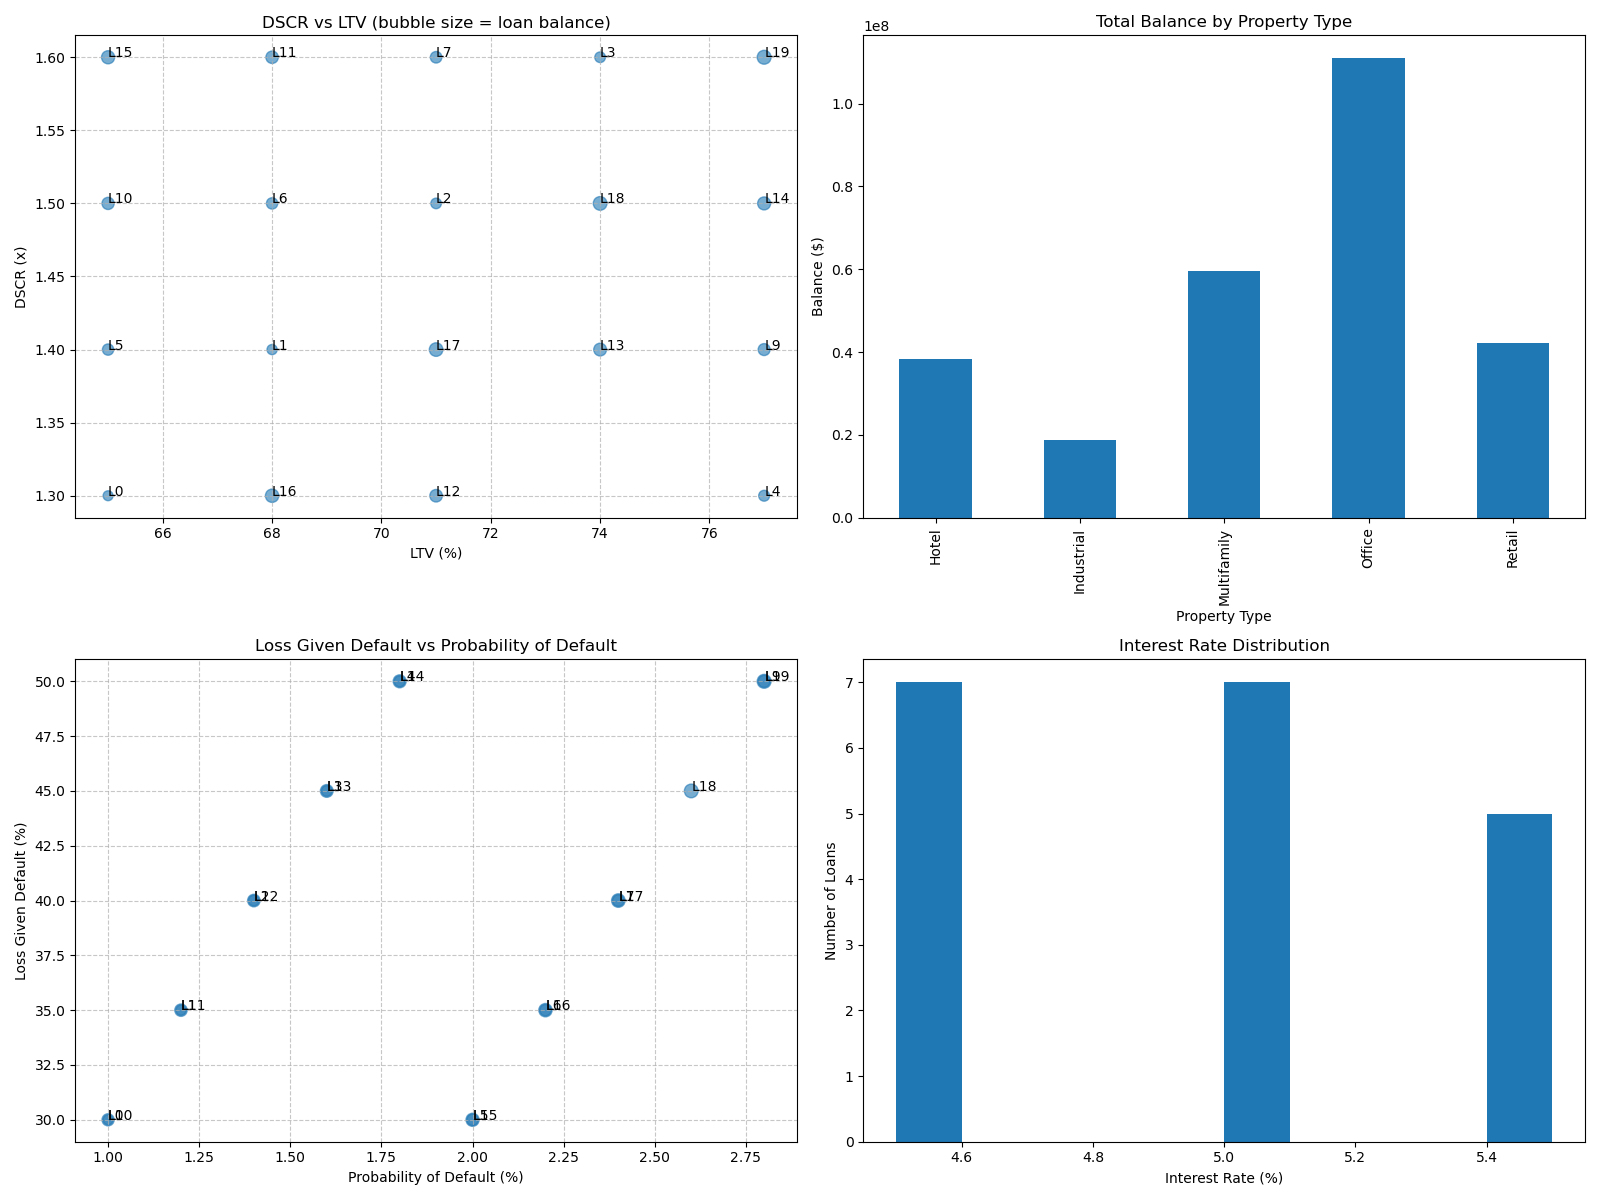 DSCR vs LTV (bubble size = loan balance)
DSCR (x)
1.60
1.55
1.50
1.45
1.40
1.35
1.30
L15 L11 L7 L3 L19
L10 L6 L2 L18 L14
L5 L1 L17 L13 L9
L0 L16 L12 L4
66 68 70 72 74 76
LTV (%)
Total Balance by Property Type
1e8
Balance ($)
1.0
0.8
0.6
0.4
0.2
0.0
Hotel Industrial Multifamily Office Retail
Property Type
Loss Given Default vs Probability of Default
Loss Given Default (%)
50.0
47.5
45.0
42.5
40.0
37.5
35.0
32.5
30.0
L18
1.00 1.25 1.50 1.75 2.00 2.25 2.50 2.75
Probability of Default (%)
Interest Rate Distribution
Number of Loans
7
6
5
4
3
2
1
0
4.6 4.8 5.0 5.2 5.4
Interest Rate (%)